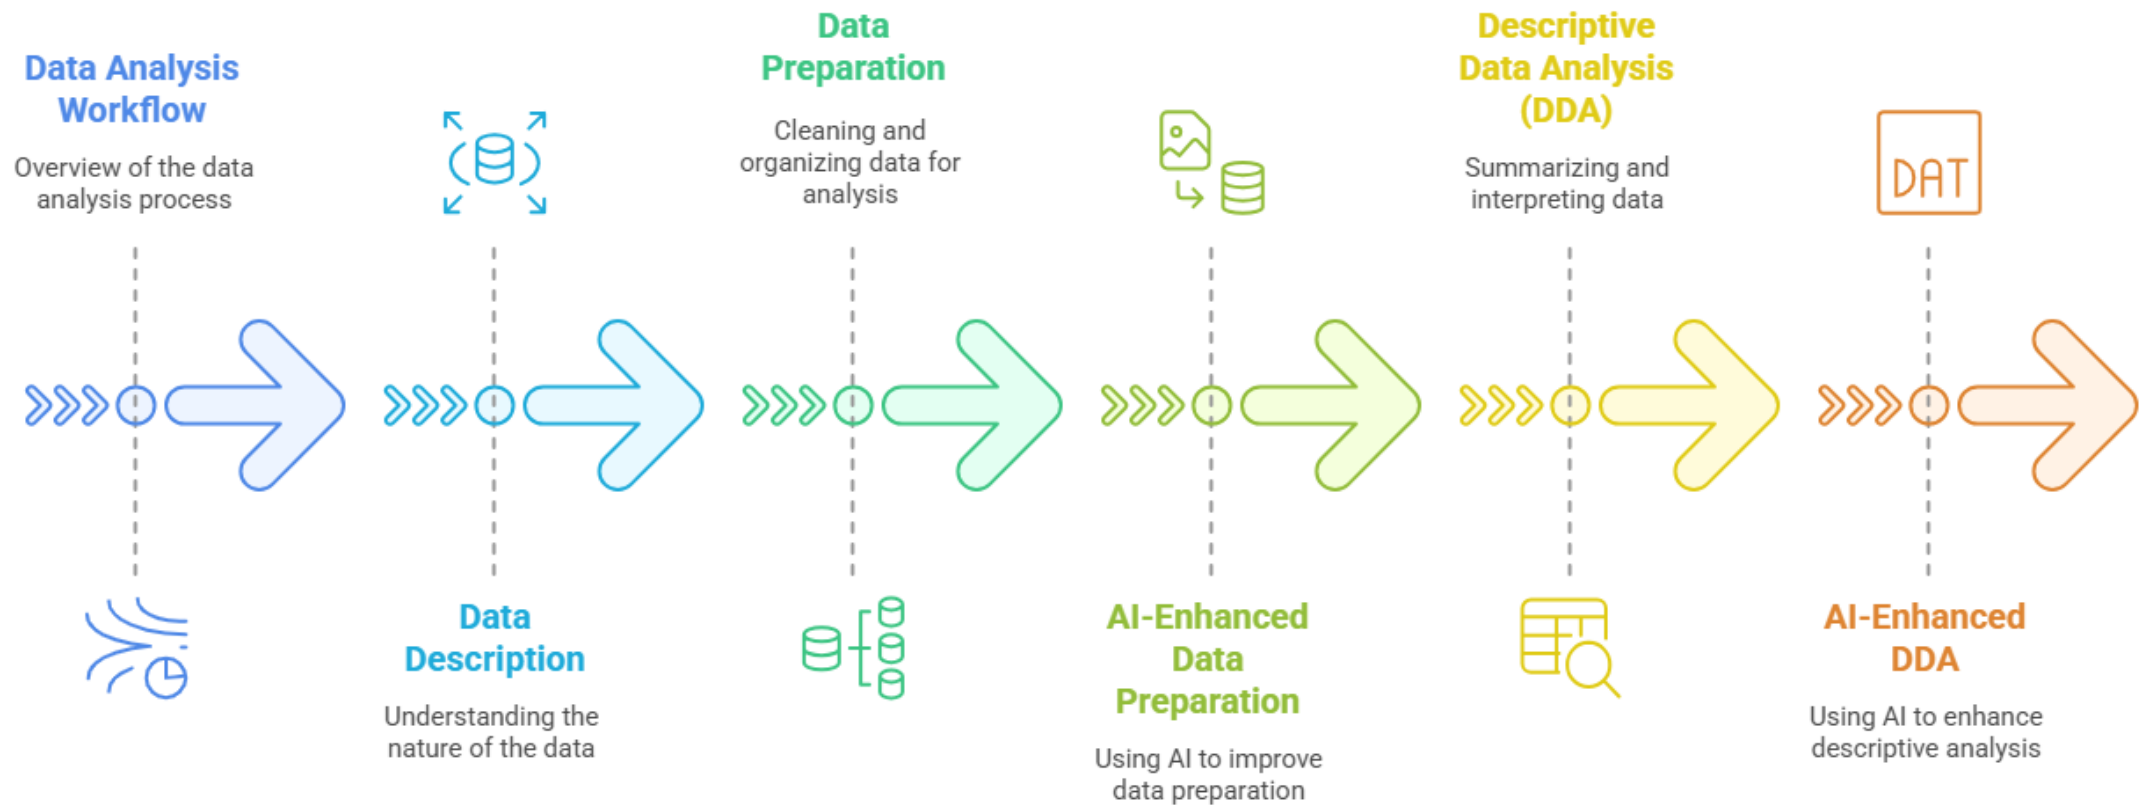 Data Analysis
Workflow
Overview of the data
analysis process
Data
Description
Understanding the
nature of the data
Data
Preparation
Cleaning and
organizing data for
analysis
AI-Enhanced
Data
Preparation
Using AI to improve
data preparation
Descriptive
Data Analysis
(DDA)
Summarizing and
interpreting data
DAT
AI-Enhanced
DDA
Using AI to enhance
descriptive analysis